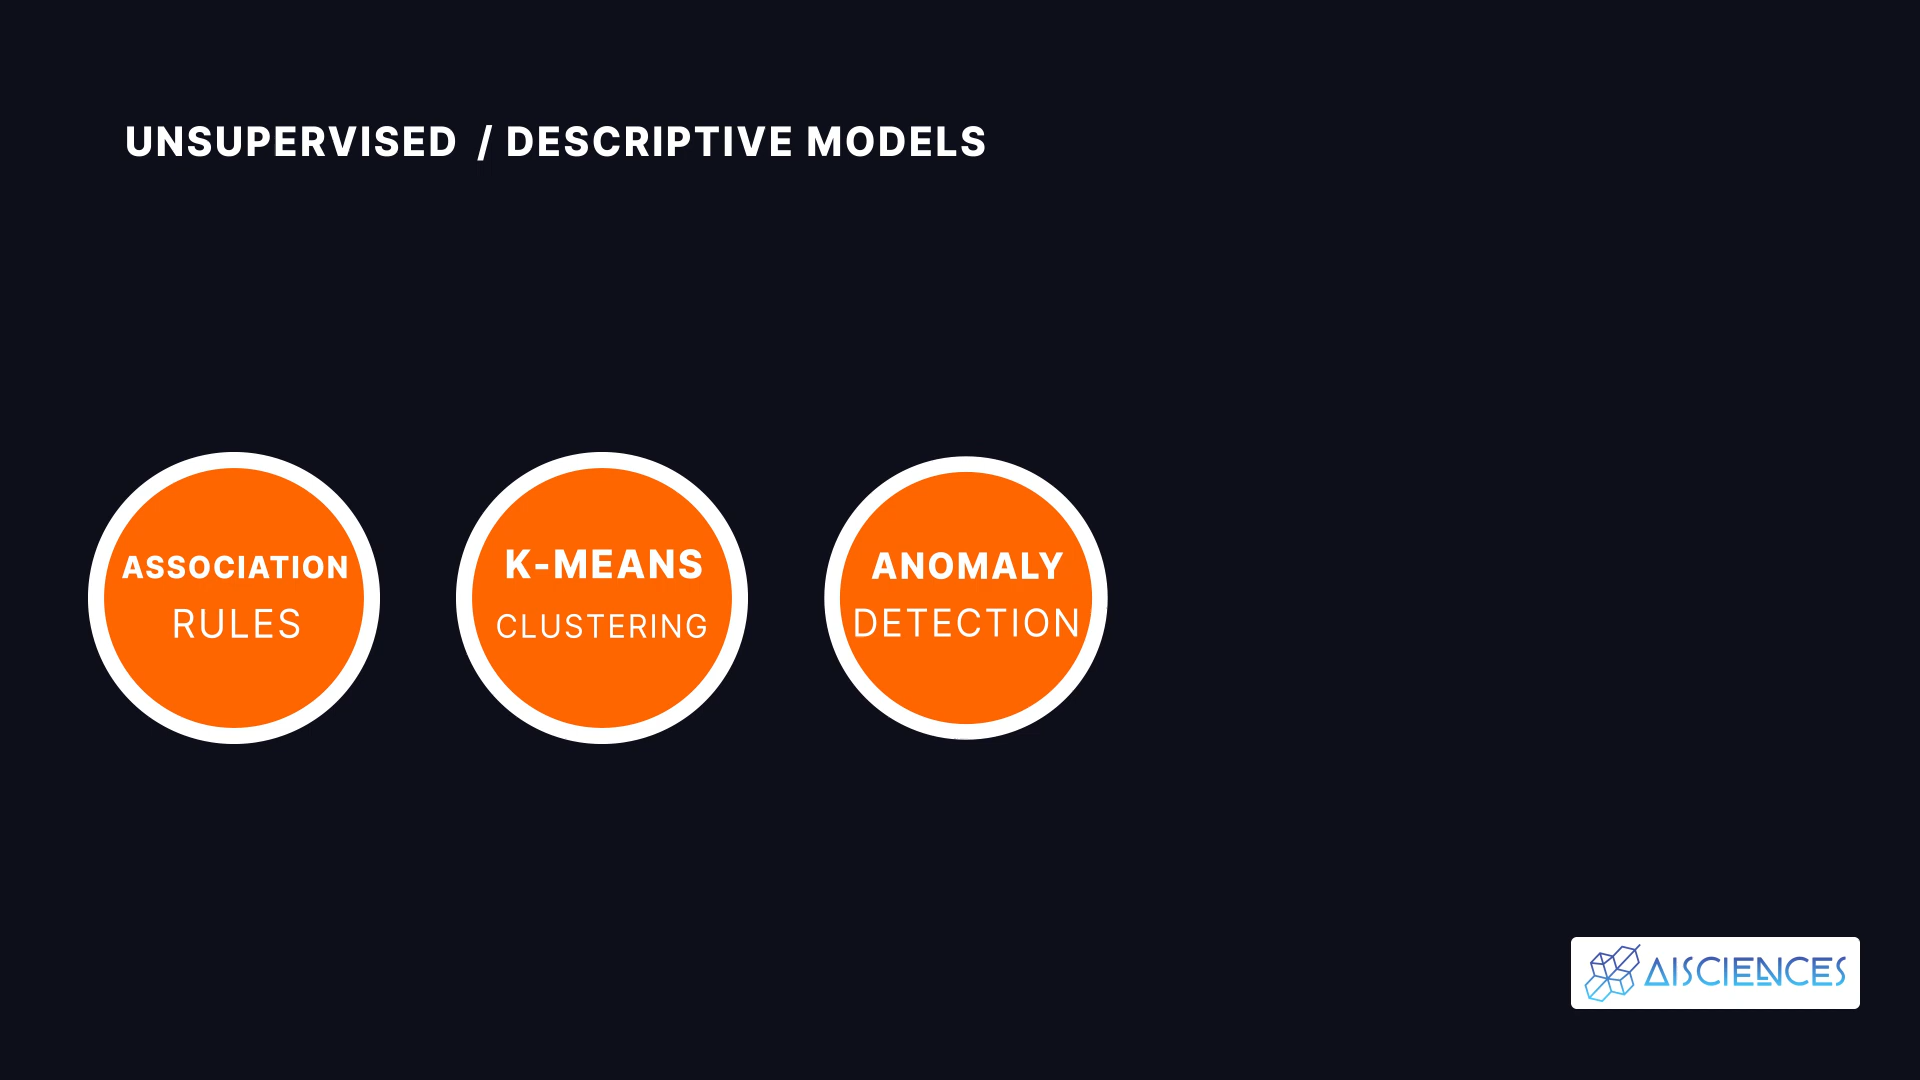 UNSUPERVISED / DESCRIPTIVE MODELS
ASSOCIATION
RULES
K-MEANS
CLUSTERING
ANOMALY
DETECTION
AISCIENCES